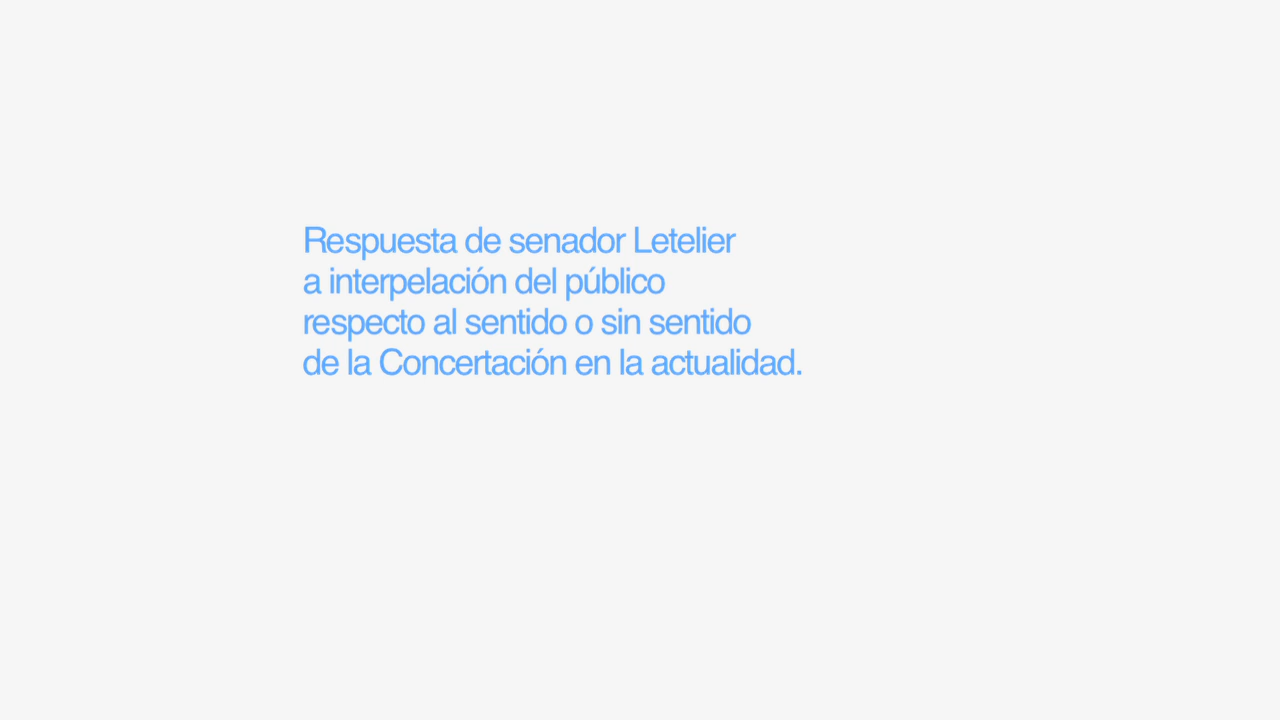 Respuesta de senador Letelier
a interpelación del público
respecto al sentido o sin sentido
de la Concertación en la actualidad.